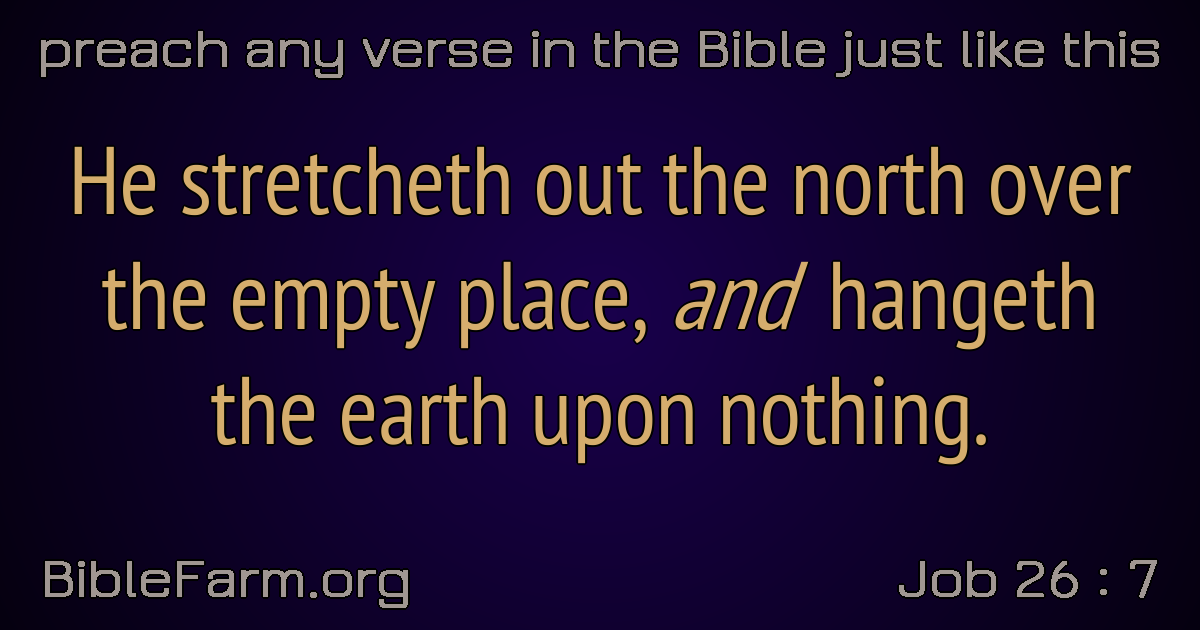 preach any verse in the Bible just like this
He stretcheth out the north over
the empty place, and hangeth
the earth upon nothing.
BibleFarm.org
Job 26 : 7